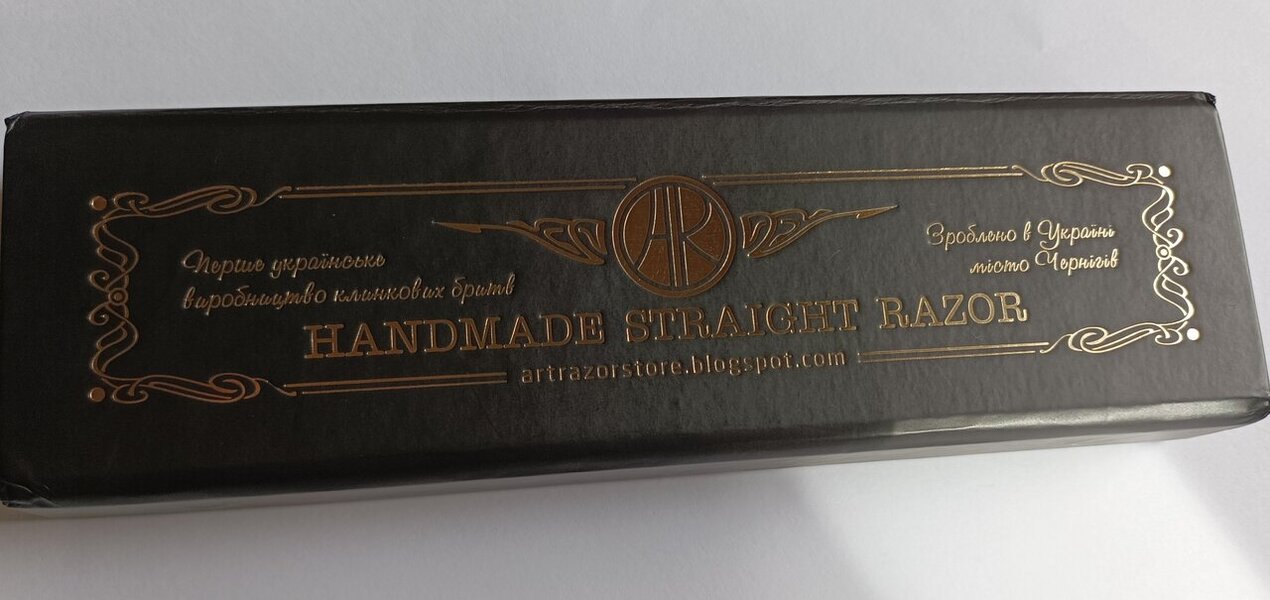 AR
Перше українське
виробництво клинкових бритв
Зроблено в Україні
місто Чернігів
HANDMADE STRAIGHT RAZOR
artrazorstore.blogspot.com